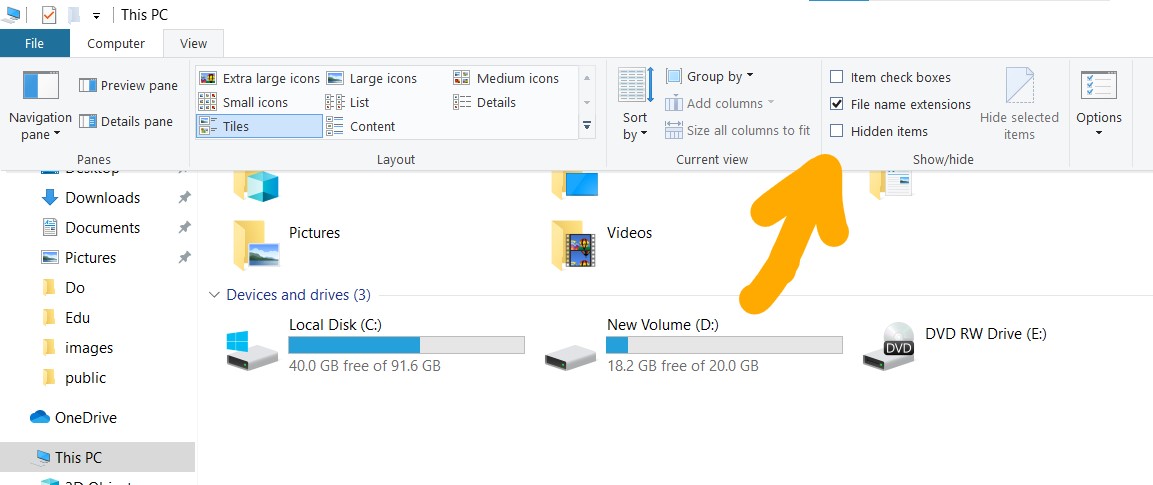 This PC
File
Computer
View
Navigation pane
Preview pane
Details pane
Panes
Extra large icons
Large icons
Medium icons
Small icons
List
Details
Tiles
Content
Layout
Sort by
Group by
Add columns
Size all columns to fit
Current view
Item check boxes
File name extensions
Hidden items
Hide selected items
Show/hide
Options
Downloads
Documents
Pictures
Do
Edu
images
public
OneDrive
This PC
Pictures
Videos
Devices and drives (3)
Local Disk (C:)
40.0 GB free of 91.6 GB
New Volume (D:)
18.2 GB free of 20.0 GB
DVD
DVD RW Drive (E:)